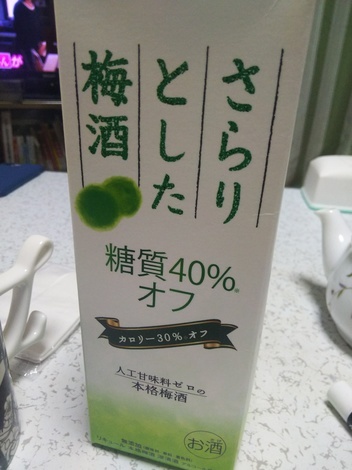 さらり
とした
梅酒
糖質40%※
オフ
カロリー30%※オフ
人工甘味料ゼロの
本格梅酒
お酒
が